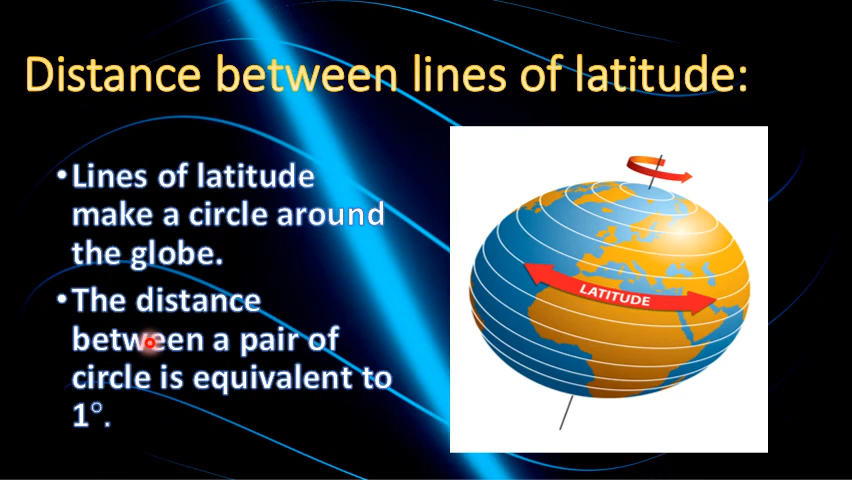 Distance between lines of latitude:
•Lines of latitude
make a circle around
the globe.
•The distance
between a pair of
circle is equivalent to
1°.
LATITUDE